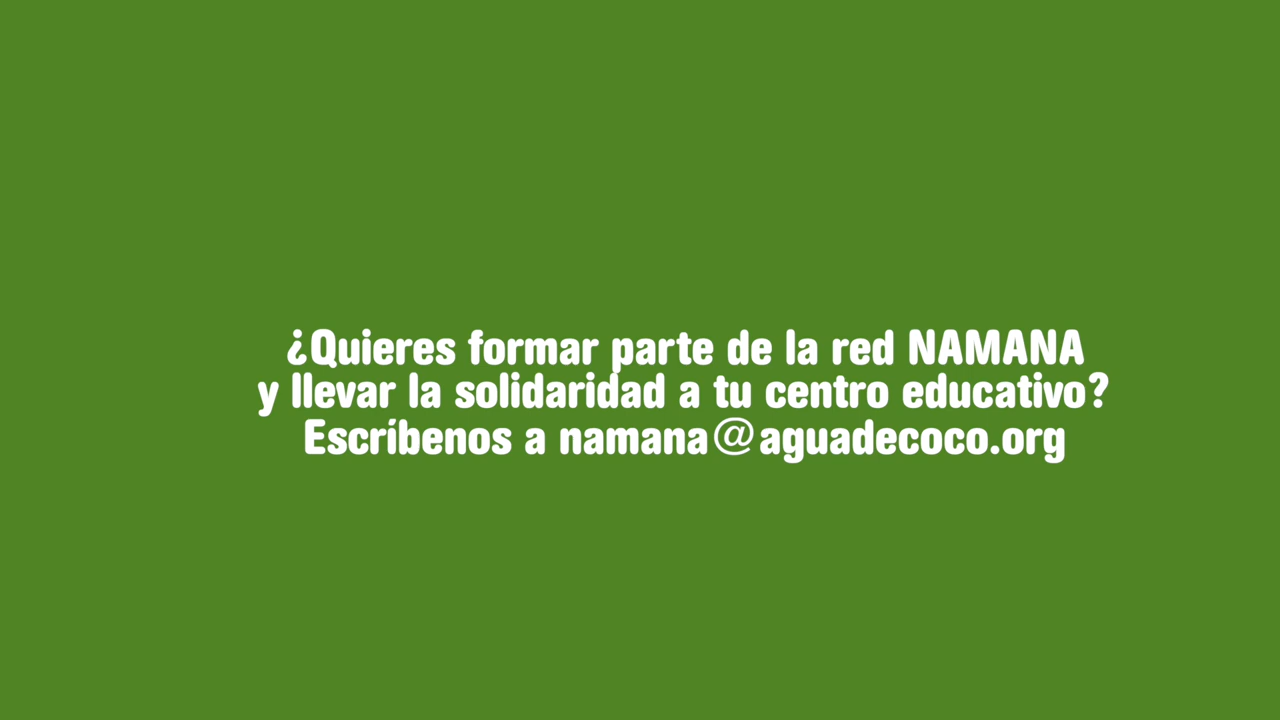 ¿Quieres formar parte de la red NAMANA
y llevar la solidaridad a tu centro educativo?
Escríbenos a namana@aguadecoco.org